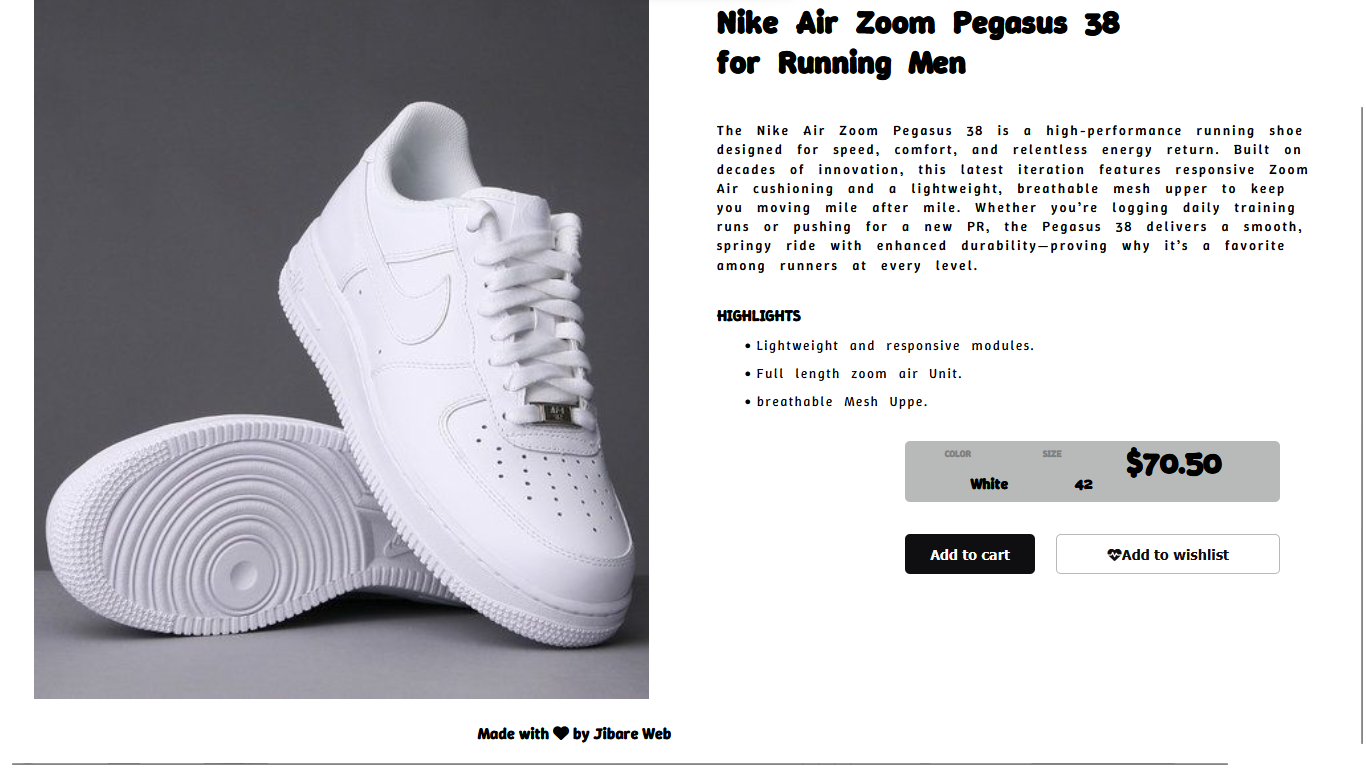 Nike Air Zoom Pegasus 38
for Running Men
The Nike Air Zoom Pegasus 38 is a high-performance running shoe
designed for speed, comfort, and relentless energy return. Built on
decades of innovation, this latest iteration features responsive Zoom
Air cushioning and a lightweight, breathable mesh upper to keep
you moving mile after mile. Whether you’re logging daily training
runs or pushing for a new PR, the Pegasus 38 delivers a smooth,
springy ride with enhanced durability—proving why it’s a favorite
among runners at every level.
HIGHLIGHTS
• Lightweight and responsive modules.
• Full length zoom air Unit.
• breathable Mesh Uppe.
COLOR SIZE $70.50
White 42
Add to cart Add to wishlist
Made with ♥ by Jibare Web